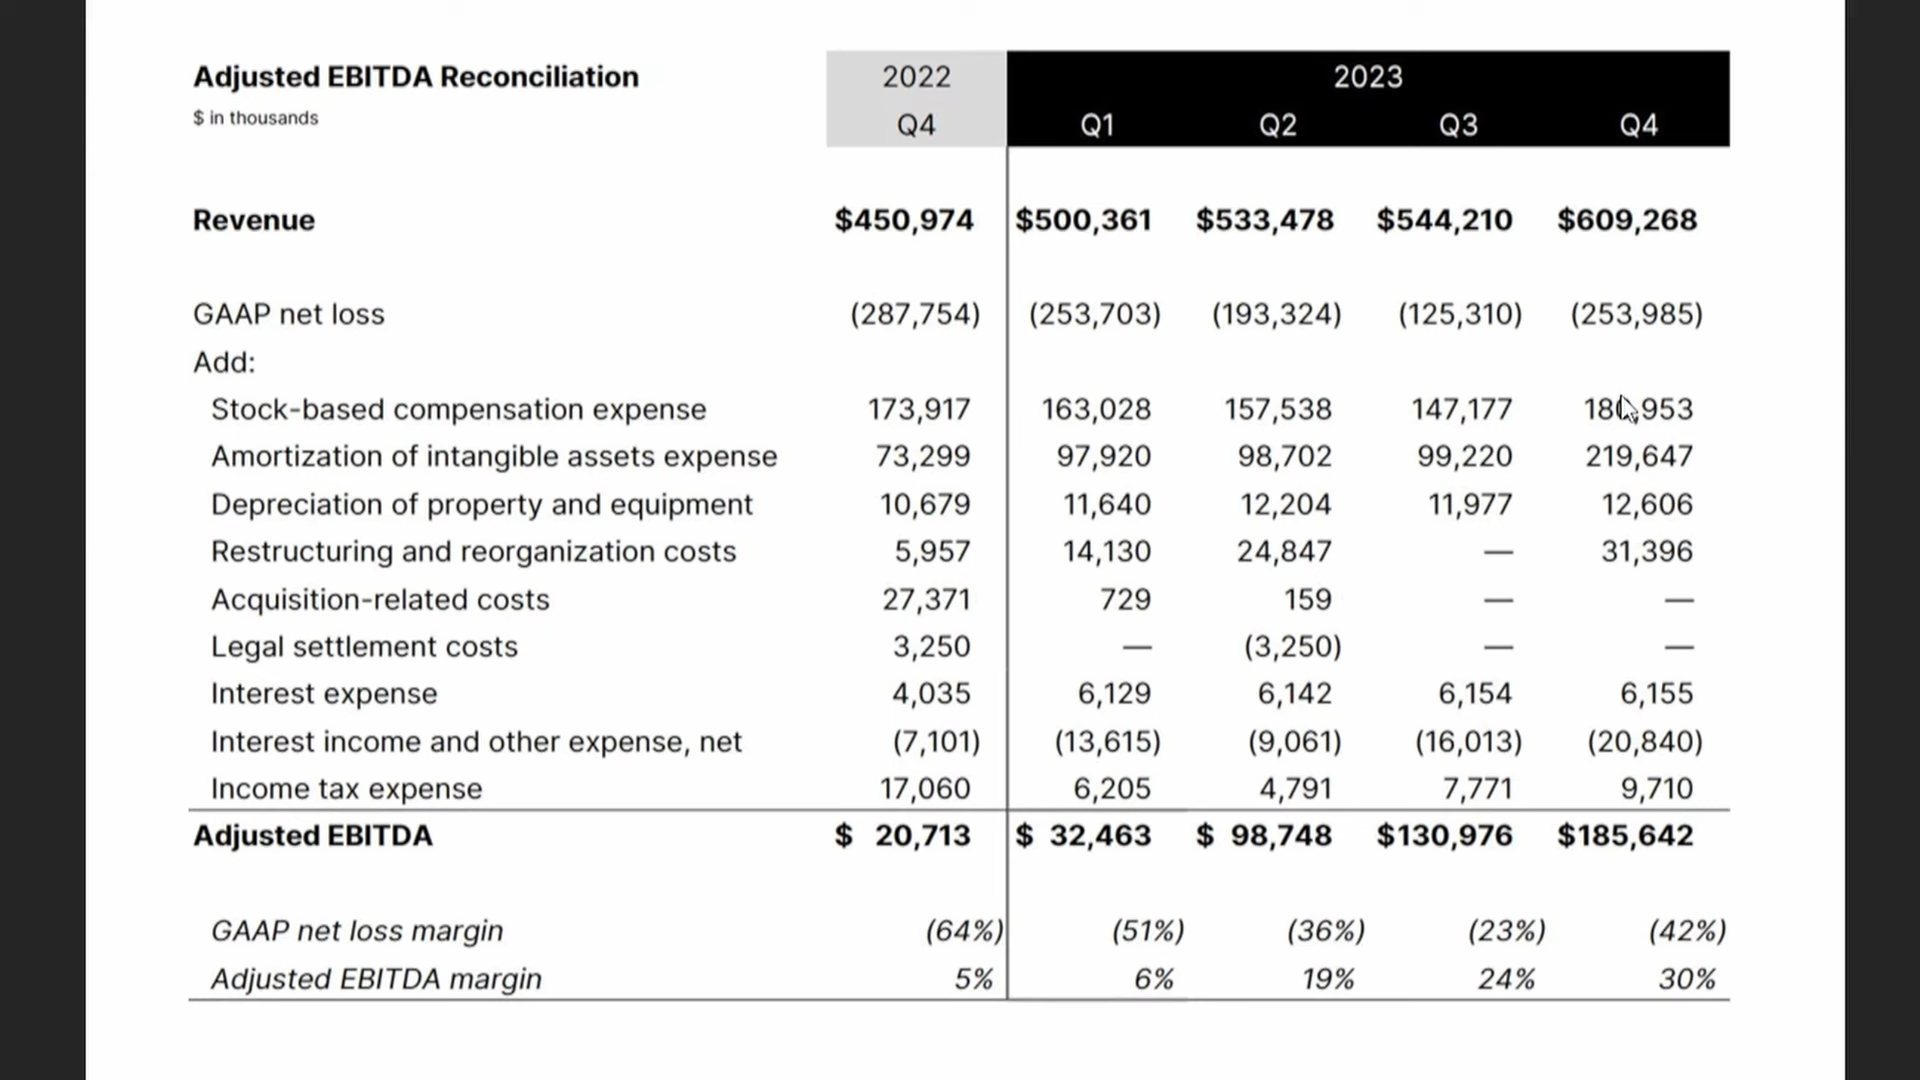 Adjusted EBITDA Reconciliation 2022 2023
$ in thousands Q4 Q1 Q2 Q3 Q4
Revenue $450,974 $500,361 $533,478 $544,210 $609,268
GAAP net loss (287,754) (253,703) (193,324) (125,310) (253,985)
Add:
Stock-based compensation expense 173,917 163,028 157,538 147,177 180,953
Amortization of intangible assets expense 73,299 97,920 98,702 99,220 219,647
Depreciation of property and equipment 10,679 11,640 12,204 11,977 12,606
Restructuring and reorganization costs 5,957 14,130 24,847 — 31,396
Acquisition-related costs 27,371 729 159 — —
Legal settlement costs 3,250 — (3,250) — —
Interest expense 4,035 6,129 6,142 6,154 6,155
Interest income and other expense, net (7,101) (13,615) (9,061) (16,013) (20,840)
Income tax expense 17,060 6,205 4,791 7,771 9,710
Adjusted EBITDA $ 20,713 $ 32,463 $ 98,748 $130,976 $185,642
GAAP net loss margin (64%) (51%) (36%) (23%) (42%)
Adjusted EBITDA margin 5% 6% 19% 24% 30%